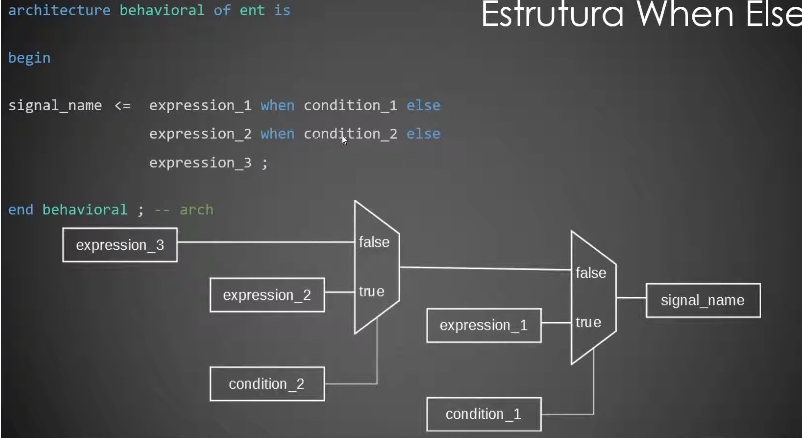 Estrutura When Else
architecture behavioral of ent is
begin
signal_name <= expression_1 when condition_1 else
expression_2 when condition_2 else
expression_3 ;
end behavioral ; -- arch
expression_3
false
expression_2
true
condition_2
false
expression_1
true
condition_1
signal_name